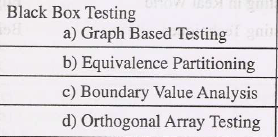 Black Box Testing
a) Graph Based Testing
b) Equivalence Partitioning
c) Boundary Value Analysis
d) Orthogonal Array Testing